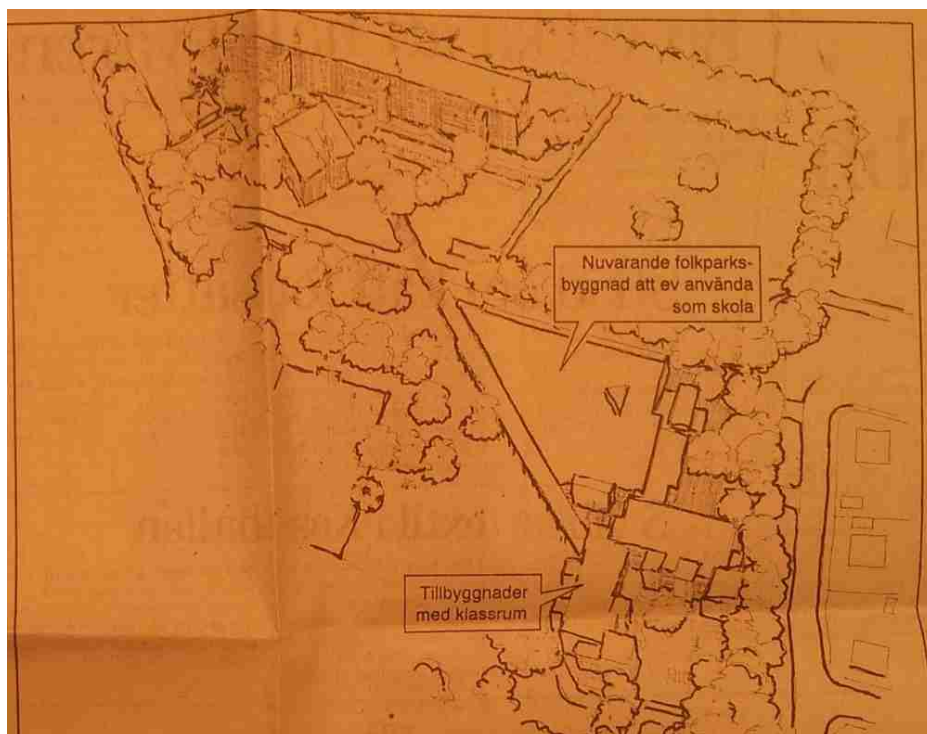 Nuvarande folkparks-
byggnad att ev använda
som skola
Tillbyggnader
med klassrum